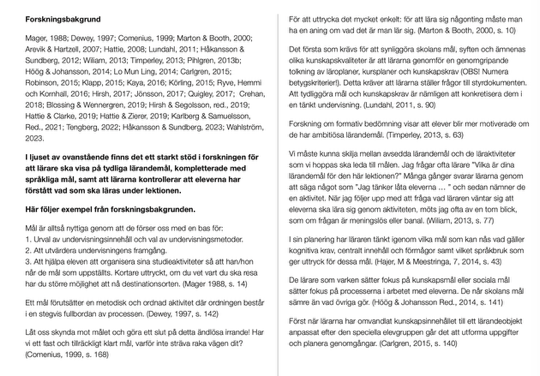 Forskningsbakgrund
Mager, 1988; Dewey, 1997; Comenius, 1999; Marton & Booth, 2000;
Arevik & Hartzell, 2007; Hattie, 2008; Lundahl, 2011; Håkansson &
Sundberg, 2012; Wiliam, 2013; Timperley, 2013; Pihlgren, 2013b;
Höög & Johansson, 2014; Lo Mun Ling, 2014; Carlgren, 2015;
Robinson, 2015; Klapp, 2015; Kaya, 2016; Körling, 2015; Ryve, Hemmi
och Kornhall, 2016; Hirsh, 2017; Jönsson, 2017; Quigley, 2017; Crehan,
2018; Blossing & Wennergren, 2019; Hirsh & Segolsson, red., 2019;
Hattie & Clarke, 2019; Hattie & Zierer, 2019; Karlberg & Samuelsson,
Red., 2021; Tengberg, 2022; Håkansson & Sundberg, 2023; Wahlström,
2023.
I ljuset av ovanstående finns det ett starkt stöd i forskningen för
att lärare ska visa på tydliga lärandemål, kompletterade med
språkliga mål, samt att lärarna kontrollerar att eleverna har
förstått vad som ska läras under lektionen.
Här följer exempel från forskningsbakgrunden.
Mål är alltså nyttiga genom att de förser oss med en bas för:
1. Urval av undervisningsinnehåll och val av undervisningsmetoder.
2. Att utvärdera undervisningens framgång.
3. Att hjälpa eleven att organisera sina studieaktiviteter så att han/hon
når de mål som uppställts. Kortare uttryckt, om du vet vart du ska resa
har du större möjlighet att nå destinationsorten. (Mager 1988, s. 14)
Ett mål förutsätter en metodisk och ordnad aktivitet där ordningen består
i en stegvis fullbordan av processen. (Dewey, 1997, s. 142)
Låt oss skynda mot målet och göra ett slut på detta ändlösa irrande! Har
vi ett fast och tillräckligt klart mål, varför inte sträva raka vägen dit?
(Comenius, 1999, s. 168)
För att uttrycka det mycket enkelt: för att lära sig någonting måste man
ha en aning om vad det är man lär sig. (Marton & Booth, 2000, s. 10)
Det första som krävs för att synliggöra skolans mål, syften och ämnenas
olika kunskapskvaliteter är att lärarna genomför en genomgripande
tolkning av läroplaner, kursplaner och kunskapskrav (OBS! Numera
betygskriterier!). Detta kräver att lärarna ställer frågor till styrdokumenten.
Att tydliggöra mål och kunskapskrav är nämligen att konkretisera dem i
en tänkt undervisning. (Lundahl, 2011, s. 90)
Forskning om formativ bedömning visar att elever blir mer motiverade om
de har ambitiösa lärandemål. (Timperley, 2013, s. 63)
Vi måste kunna skilja mellan avsedda lärandemål och de läraktiviteter
som vi hoppas ska leda till målen. Jag frågar ofta lärare "Vilka är dina
lärandemål för den här lektionen?" Många gånger svarar lärarna genom
att säga något som "Jag tänker låta eleverna … " och sedan nämner de
en aktivitet. När jag följer upp med att fråga vad läraren väntar sig att
eleverna ska lära sig genom aktiviteten, möts jag ofta av en tom blick,
som om frågan är meningslös eller banal. (Wiliam, 2013, s. 77)
I sin planering har läraren tänkt igenom vilka mål som kan nås vad gäller
kognitiva krav, centralt innehåll och förmågor samt vilket språkbruk som
ger uttryck för dessa mål. (Hajer, M & Meestringa, 7, 2014, s. 43)
De lärare som varken sätter fokus på kunskapsmål eller sociala mål
sätter fokus på processerna i arbetet med eleverna. De når skolans mål
sämre än vad övriga gör. (Höög & Johansson Red., 2014, s. 141)
Först när lärarna har omvandlat kunskapsinnehållet till ett lärandeobjekt
anpassat efter den speciella elevgruppen går det att utforma uppgifter
och planera genomgångar. (Carlgren, 2015, s. 140)